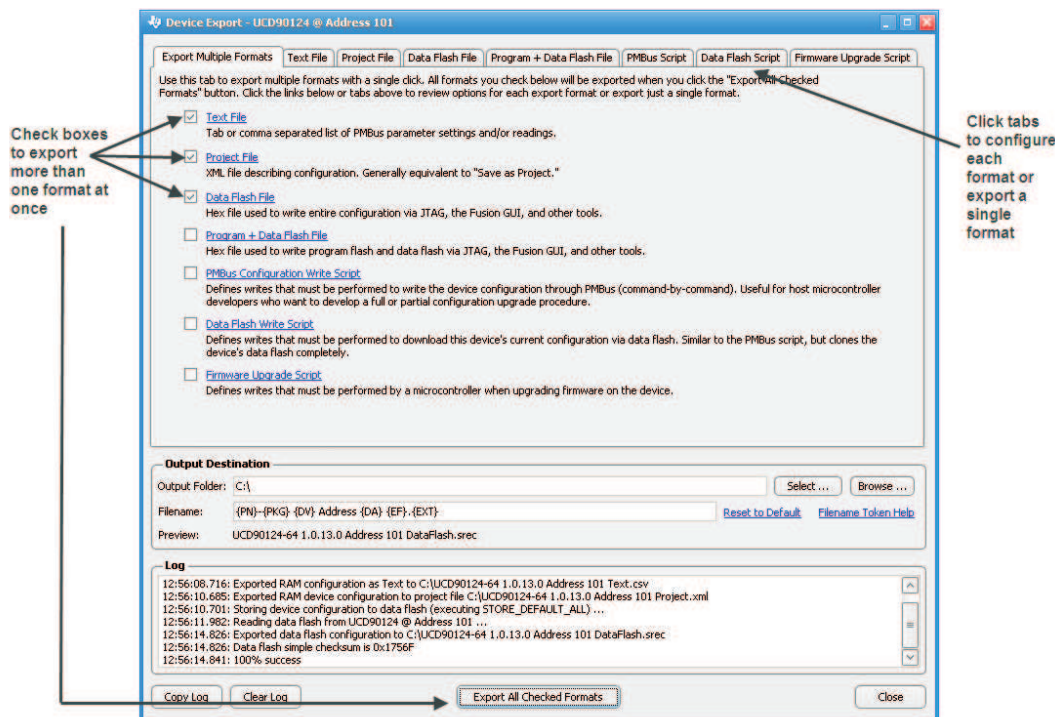 Device Export - UCD90124 @ Address 101
Export Multiple Formats
Text File
Project File
Data Flash File
Program + Data Flash File
PMBus Script
Data Flash Script
Firmware Upgrade Script
Use this tab to export multiple formats with a single click. All formats you check below will be exported when you click the "Export All Checked
Formats" button. Click the links below or tabs above to review options for each export format or export just a single format.
Check boxes
to export
more than
one format at
once
Click tabs
to configure
each
format or
export a
single
format
Text File
Tab or comma separated list of PMBus parameter settings and/or readings.
Project File
XML file describing configuration. Generally equivalent to "Save as Project."
Data Flash File
Hex file used to write entire configuration via JTAG, the Fusion GUI, and other tools.
Program + Data Flash File
Hex file used to write program flash and data flash via JTAG, the Fusion GUI, and other tools.
PMBus Configuration Write Script
Defines writes that must be performed to write the device configuration through PMBus (command-by-command). Useful for host microcontroller
developers who want to develop a full or partial configuration upgrade procedure.
Data Flash Write Script
Defines writes that must be performed to download this device's current configuration via data flash. Similar to the PMBus script, but clones the
device's data flash completely.
Firmware Upgrade Script
Defines writes that must be performed by a microcontroller when upgrading firmware on the device.
Output Destination
Output Folder: C:\ Select ... Browse ...
Filename: {PN}-{PKG} {DV} Address {DA} {EF}.{EXT} Reset to Default Filename Token Help
Preview: UCD90124-64 1.0.13.0 Address 101 DataFlash.srec
Log
12:56:08.716: Exported RAM configuration as Text to C:\UCD90124-64 1.0.13.0 Address 101 Text.csv
12:56:10.685: Exported RAM device configuration to project file C:\UCD90124-64 1.0.13.0 Address 101 Project.xml
12:56:10.701: Storing device configuration to data flash (executing STORE_DEFAULT_ALL) ...
12:56:11.982: Reading data flash from UCD90124 @ Address 101 ...
12:56:14.826: Exported data flash configuration to C:\UCD90124-64 1.0.13.0 Address 101 DataFlash.srec
12:56:14.826: Data flash simple checksum is 0x1756F
12:56:14.841: 100% success
Copy Log Clear Log Export All Checked Formats Close